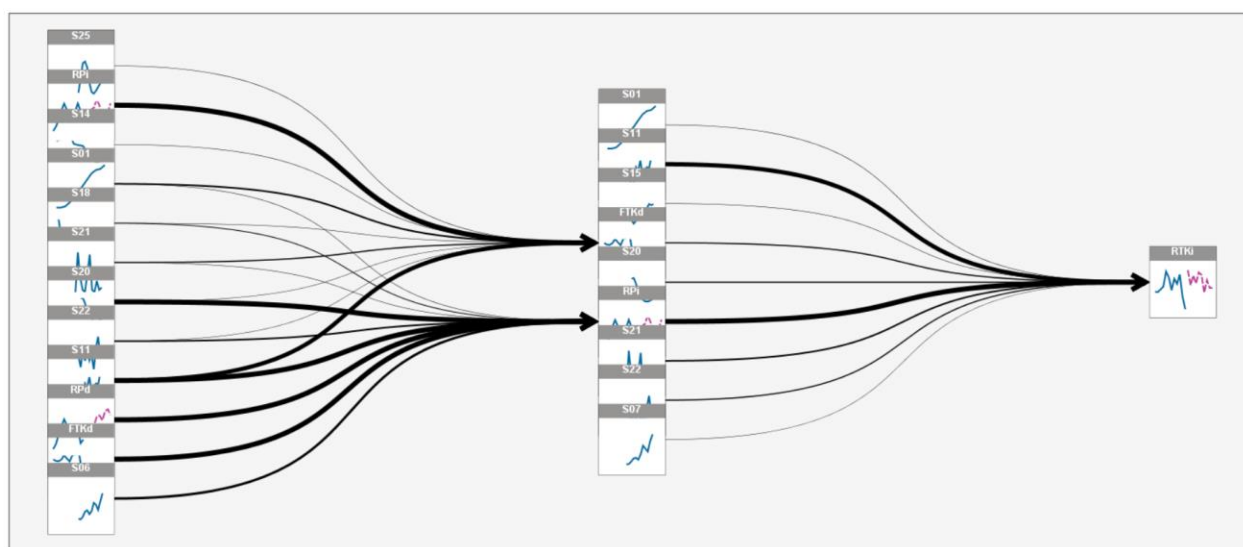 S25
RPi
S14
S01
S18
S21
S20
S22
S11
RPd
FTKd
S06
S01
S11
S15
FTKd
S20
RPi
S21
S22
S07
RTKi